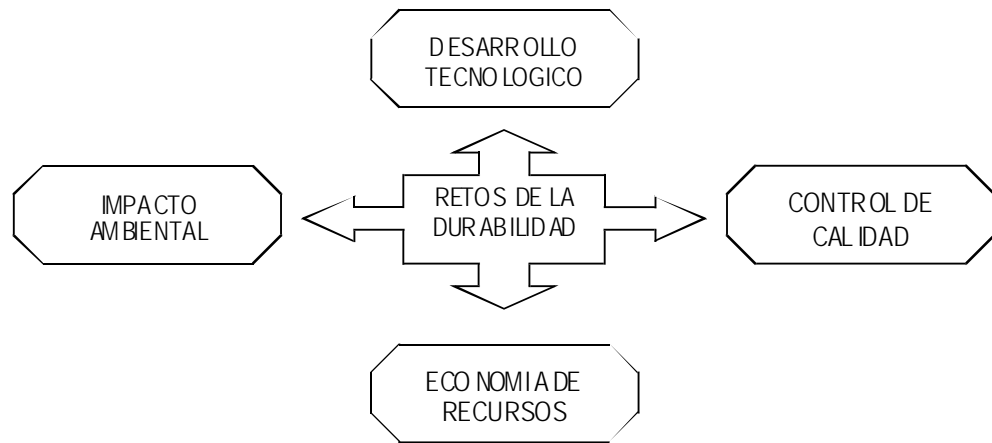 DESARROLLO
TECNOLOGICO
IMPACTO
AMBIENTAL
RETOS DE LA
DURABILIDAD
CONTROL DE
CALIDAD
ECONOMIA DE
RECURSOS